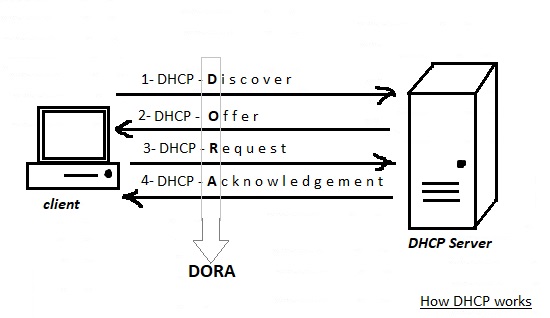 1- DHCP - Discover
2- DHCP - Offer
3- DHCP - Request
4- DHCP - Acknowledgement
client
DHCP Server
DORA
How DHCP works